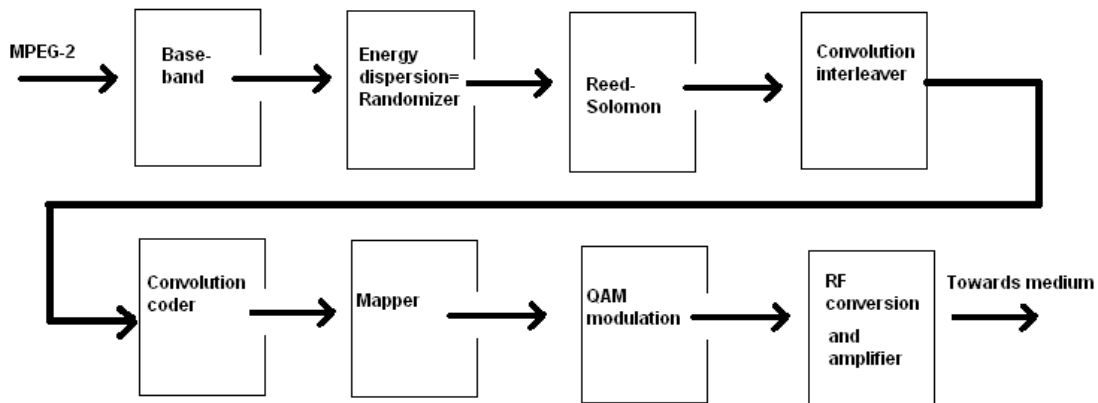 MPEG-2
Base-
band
Energy
dispersion=
Randomizer
Reed-
Solomon
Convolution
interleaver
Convolution
coder
Mapper
QAM
modulation
RF
conversion
and
amplifier
Towards medium